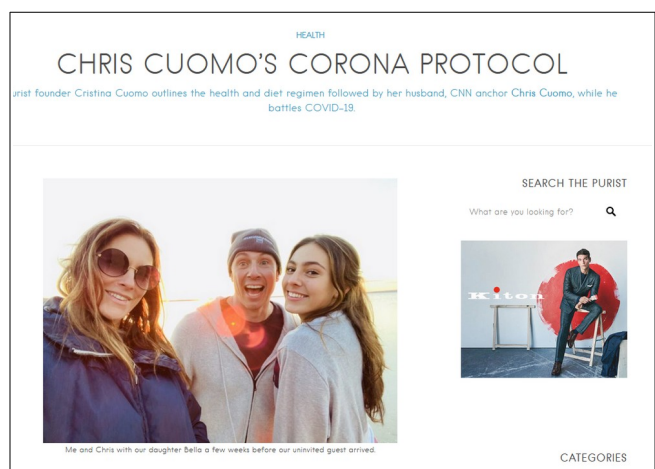 HEALTH
CHRIS CUOMO'S CORONA PROTOCOL
urist founder Cristina Cuomo outlines the health and diet regimen followed by her husband, CNN anchor Chris Cuomo, while he
battles COVID-19.
SEARCH THE PURIST
What are you looking for?
Kiton
Me and Chris with our daughter Bella a few weeks before our uninvited guest arrived.
CATEGORIES